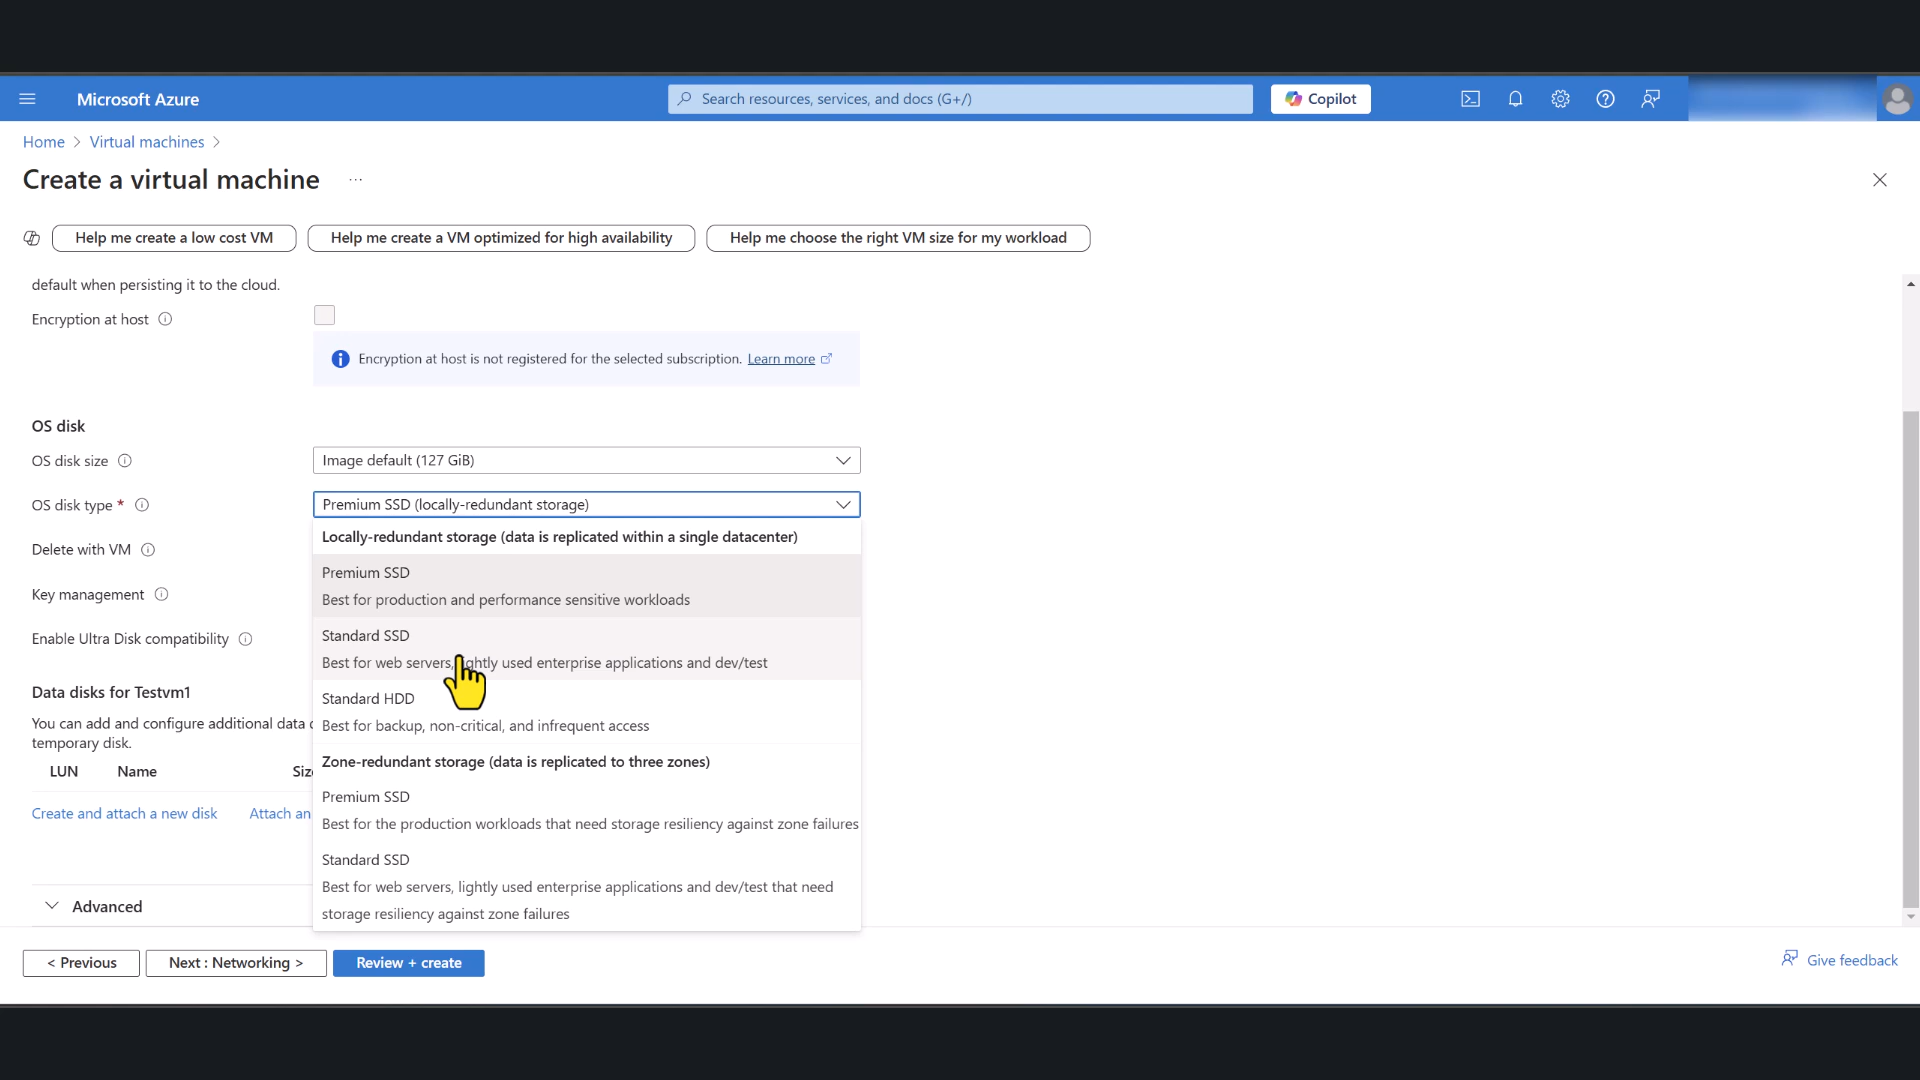 Microsoft Azure
Search resources, services, and docs (G+/)
Copilot
Home > Virtual machines >
Create a virtual machine ...
Help me create a low cost VM
Help me create a VM optimized for high availability
Help me choose the right VM size for my workload
default when persisting it to the cloud.
Encryption at host
Encryption at host is not registered for the selected subscription. Learn more
OS disk
OS disk size
Image default (127 GiB)
OS disk type *
Premium SSD (locally-redundant storage)
Locally-redundant storage (data is replicated within a single datacenter)
Premium SSD
Best for production and performance sensitive workloads
Standard SSD
Best for web servers, lightly used enterprise applications and dev/test
Standard HDD
Best for backup, non-critical, and infrequent access
Zone-redundant storage (data is replicated to three zones)
Premium SSD
Best for the production workloads that need storage resiliency against zone failures
Standard SSD
Best for web servers, lightly used enterprise applications and dev/test that need
storage resiliency against zone failures
Delete with VM
Key management
Enable Ultra Disk compatibility
Data disks for Testvm1
You can add and configure additional data
temporary disk.
LUN Name
Create and attach a new disk
Attach an
Advanced
< Previous
Next : Networking >
Review + create
Give feedback